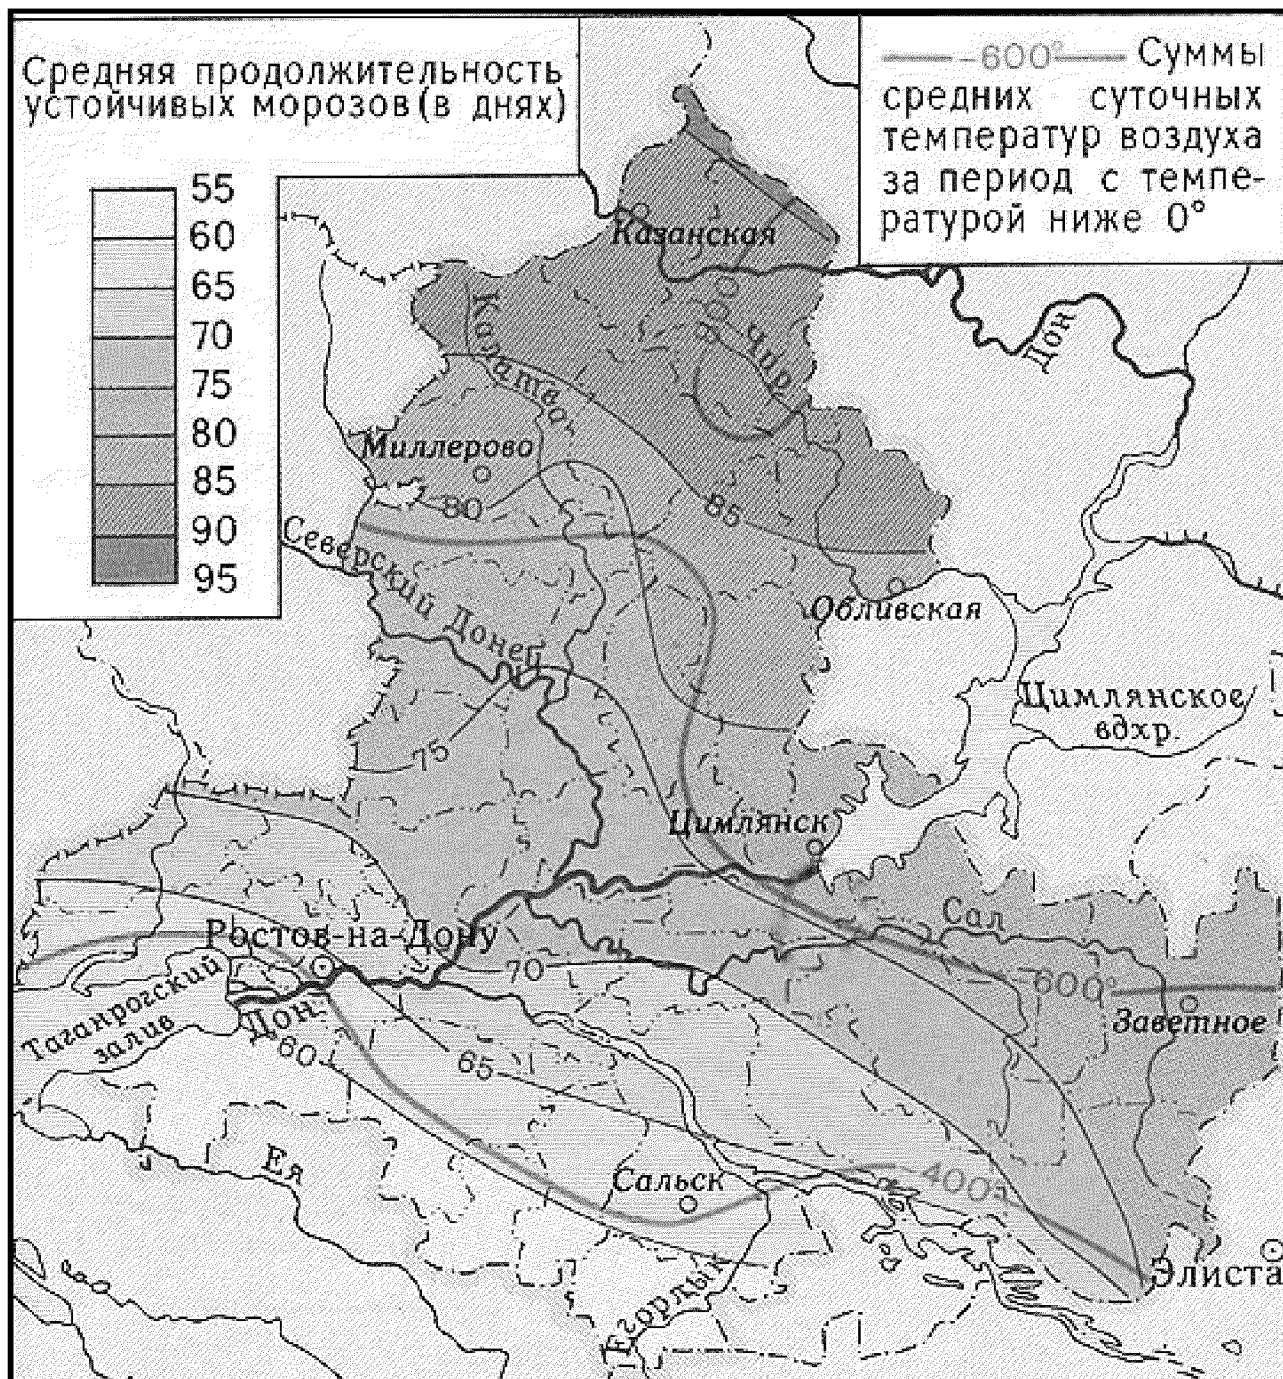 Средняя продолжительность
устойчивых морозов (в днях)
55
60
65
70
75
80
85
90
95
-600° Суммы
средних суточных
температур воздуха
за период с темпе-
ратурой ниже 0°
Казанская
Калитва
Чир
Дон
Миллерово
80
85
Северский Донец
Обливская
Цимлянское
вдхр.
75
Цимлянск
Сал
Ростов-на-Дону
70
-600°
Заветное
Таганрогский
залив
Дон
60
65
Ея
Сальск
-400°
Элиста
Егорлык